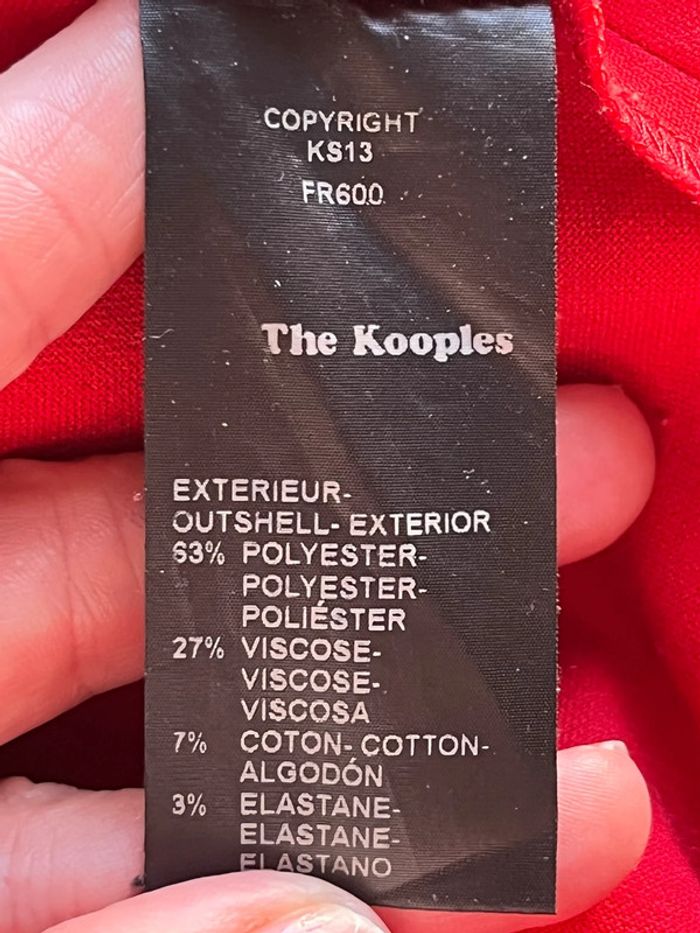 COPYRIGHT
KS13
FR600
The Kooples
EXTERIEUR-
OUTSHELL- EXTERIOR
63% POLYESTER-
POLYESTER-
POLIÉSTER
27% VISCOSE-
VISCOSE-
VISCOSA
7% COTON- COTTON-
ALGODÓN
3% ELASTANE-
ELASTANE-
ELASTANO